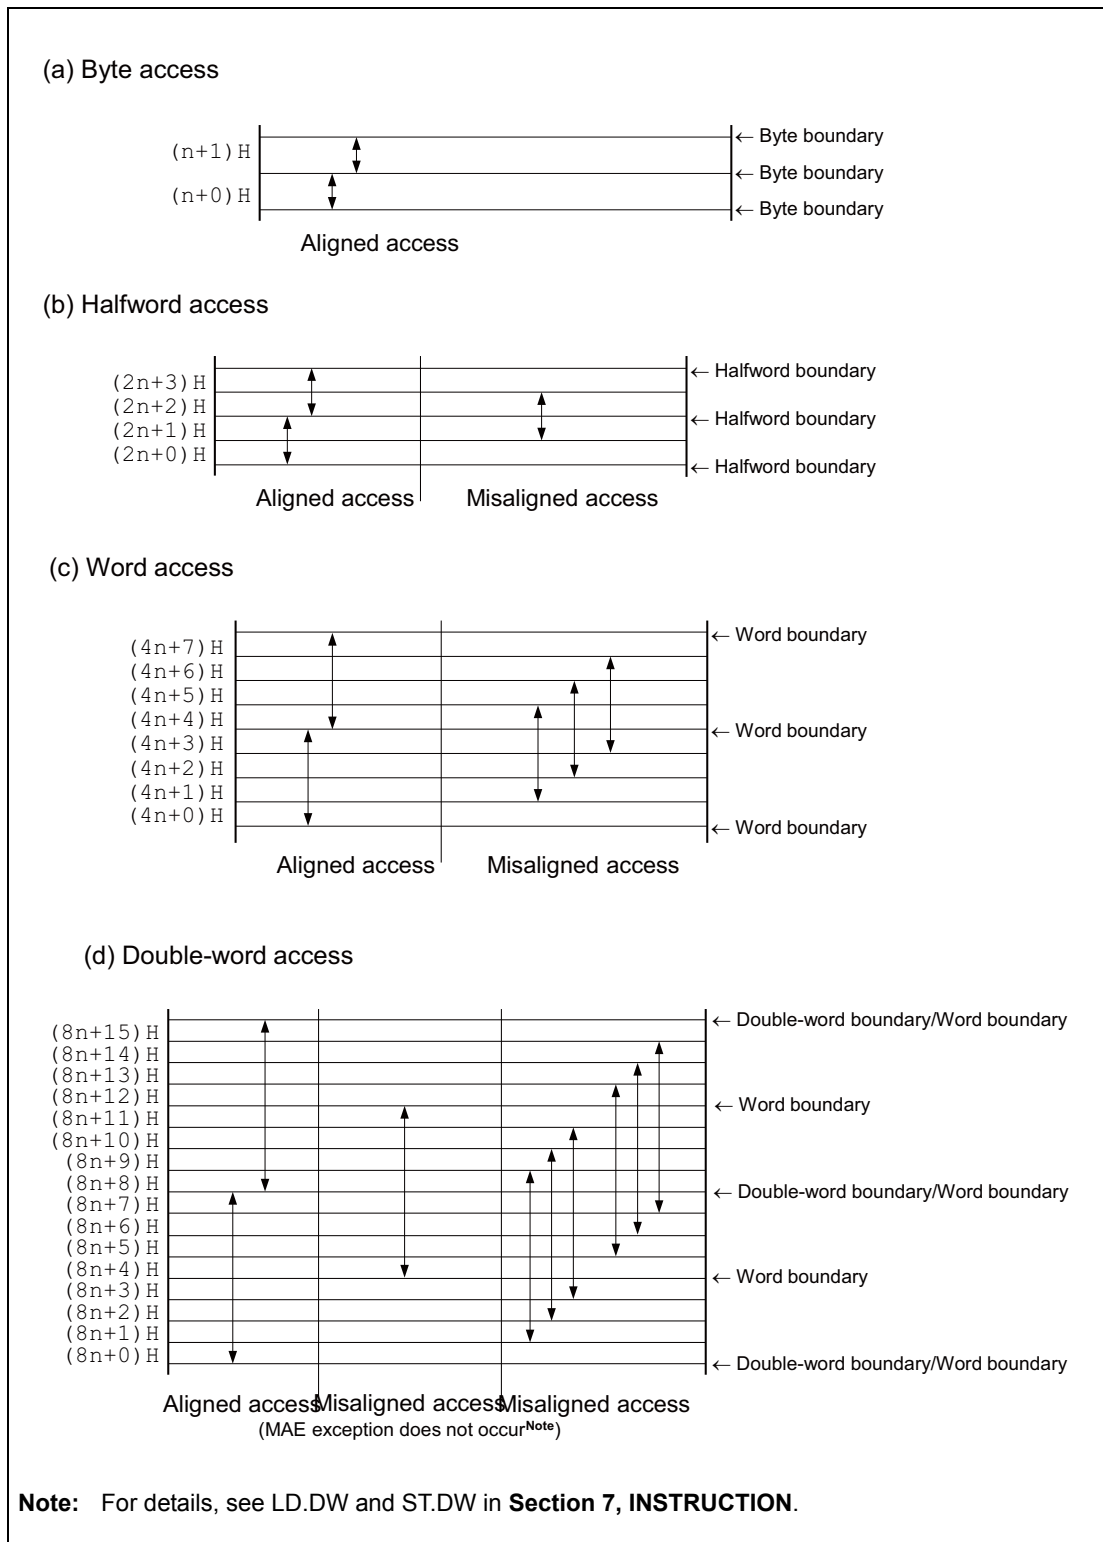 (a) Byte access
← Byte boundary
(n+1)H
← Byte boundary
(n+0)H
← Byte boundary
Aligned access
(b) Halfword access
← Halfword boundary
(2n+3)H
(2n+2)H
← Halfword boundary
(2n+1)H
(2n+0)H
← Halfword boundary
Aligned access Misaligned access
(c) Word access
← Word boundary
(4n+7)H
(4n+6)H
(4n+5)H
(4n+4)H
← Word boundary
(4n+3)H
(4n+2)H
(4n+1)H
(4n+0)H
← Word boundary
Aligned access Misaligned access
(d) Double-word access
← Double-word boundary/Word boundary
(8n+15)H
(8n+14)H
(8n+13)H
(8n+12)H
← Word boundary
(8n+11)H
(8n+10)H
(8n+9)H
(8n+8)H
← Double-word boundary/Word boundary
(8n+7)H
(8n+6)H
(8n+5)H
(8n+4)H
← Word boundary
(8n+3)H
(8n+2)H
(8n+1)H
(8n+0)H
← Double-word boundary/Word boundary
Aligned access Misaligned access Misaligned access
(MAE exception does not occurNote)
Note: For details, see LD.DW and ST.DW in Section 7, INSTRUCTION.